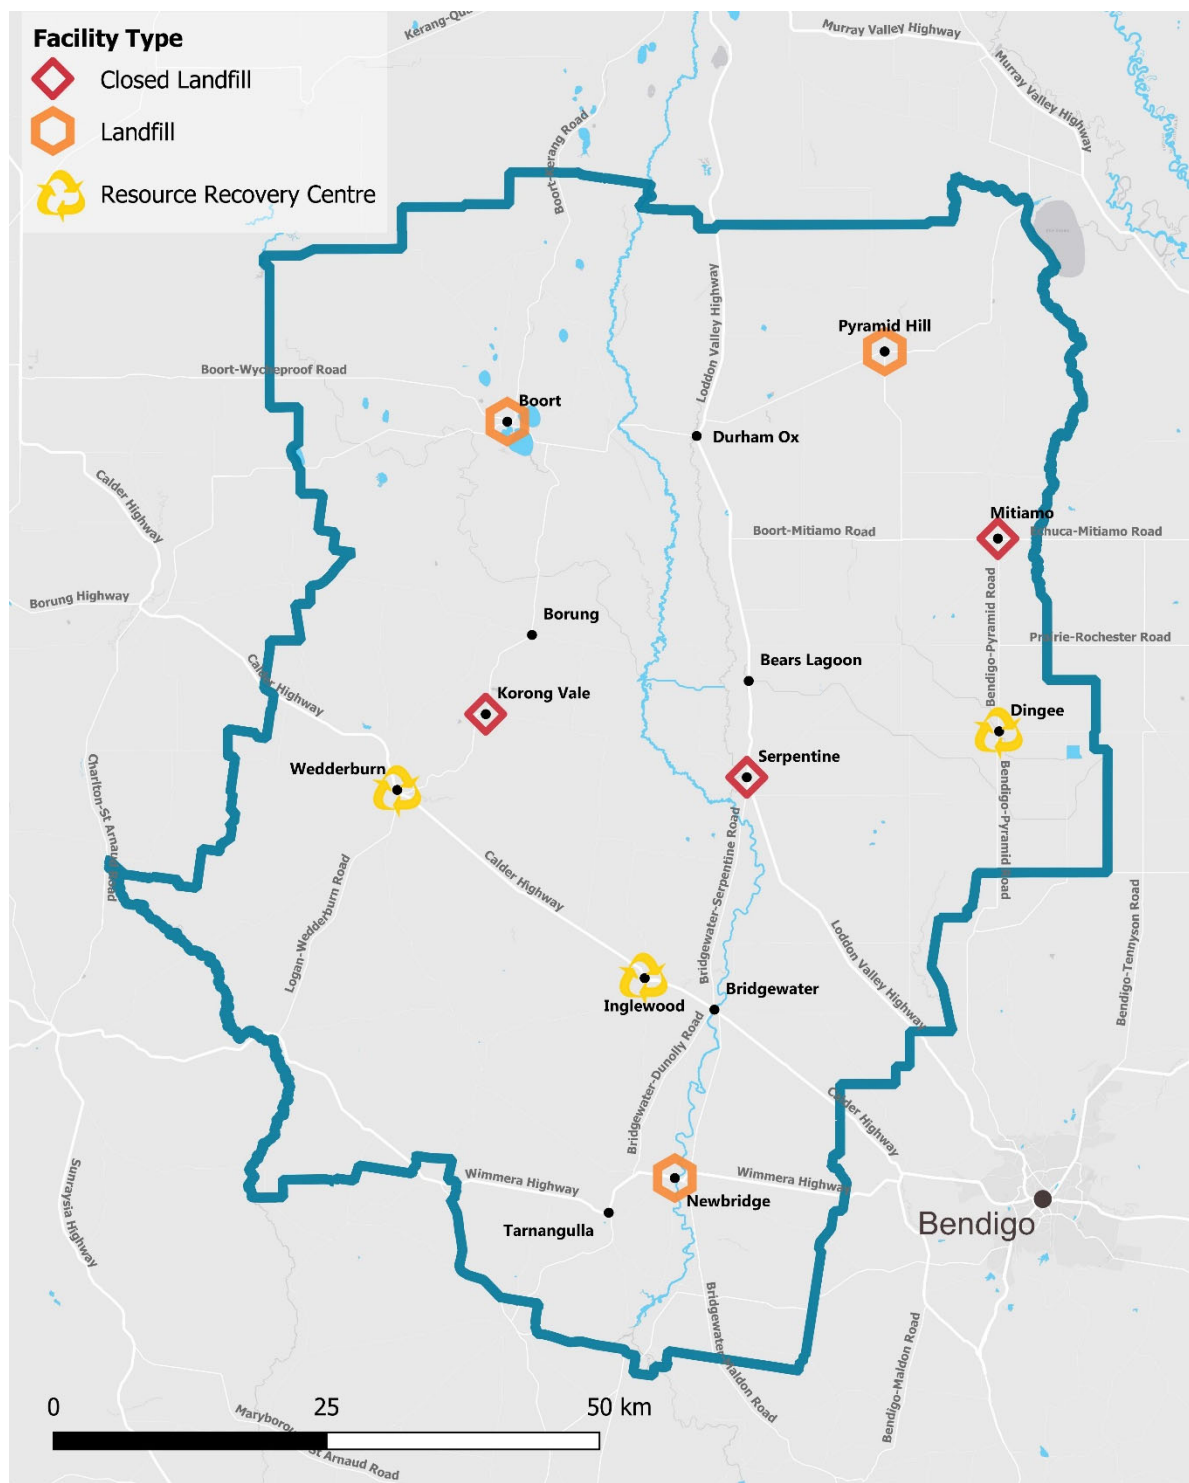 Facility Type
Closed Landfill
Landfill
Resource Recovery Centre
Murray Valley Highway
Murray Valley Highway
Boort-Kerang Road
Loddon Valley Highway
Pyramid Hill
Boort-Wycheproof Road
Boort
Durham Ox
Calder Highway
Mitiamo
Boort-Mitiamo Road
Echuca-Mitiamo Road
Borung Highway
Borung
Bendigo-Pyramid Road
Prairie-Rochester Road
Bears Lagoon
Calder Highway
Korong Vale
Dingee
Serpentine
Wedderburn
Charlton-St Arnaud Road
Bendigo-Pyramid Road
Bridgewater-Serpentine Road
Calder Highway
Logan-Wedderburn Road
Loddon Valley Highway
Bendigo-Tennyson Road
Inglewood
Bridgewater
Bridgewater-Dunolly Road
Calder Highway
Wimmera Highway
Wimmera Highway
Sunraysia Highway
Newbridge
Tarnangulla
Bendigo
Bridgewater-Maldon Road
Bendigo-Maldon Road
0 25 50 km
Maryborough-St Arnaud Road